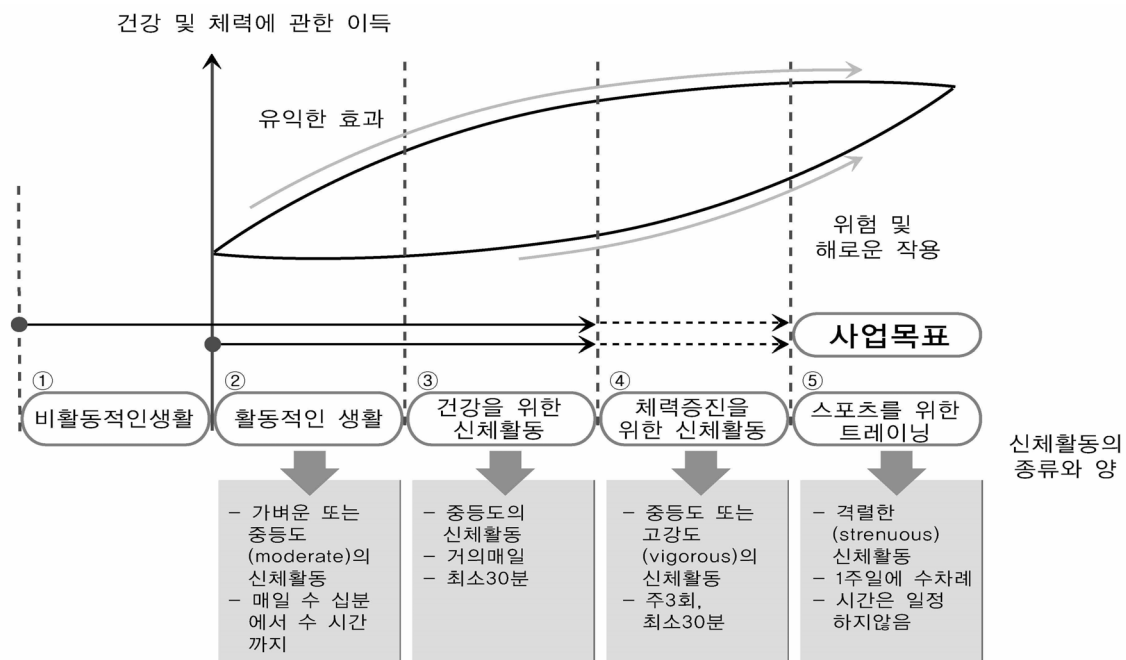 건강 및 체력에 관한 이득
유익한 효과
위험 및
해로운 작용
사업목표
①
비활동적인생활
②
활동적인 생활
③
건강을 위한
신체활동
④
체력증진을
위한 신체활동
⑤
스포츠를 위한
트레이닝
신체활동의
종류와 양
– 가벼운 또는
중등도
(moderate)의
신체활동
– 매일 수 십분
에서 수 시간
까지
– 중등도의
신체활동
– 거의매일
– 최소30분
– 중등도 또는
고강도
(vigorous)의
신체활동
– 주3회,
최소30분
– 격렬한
(strenuous)
신체활동
– 1주일에 수차례
– 시간은 일정
하지않음